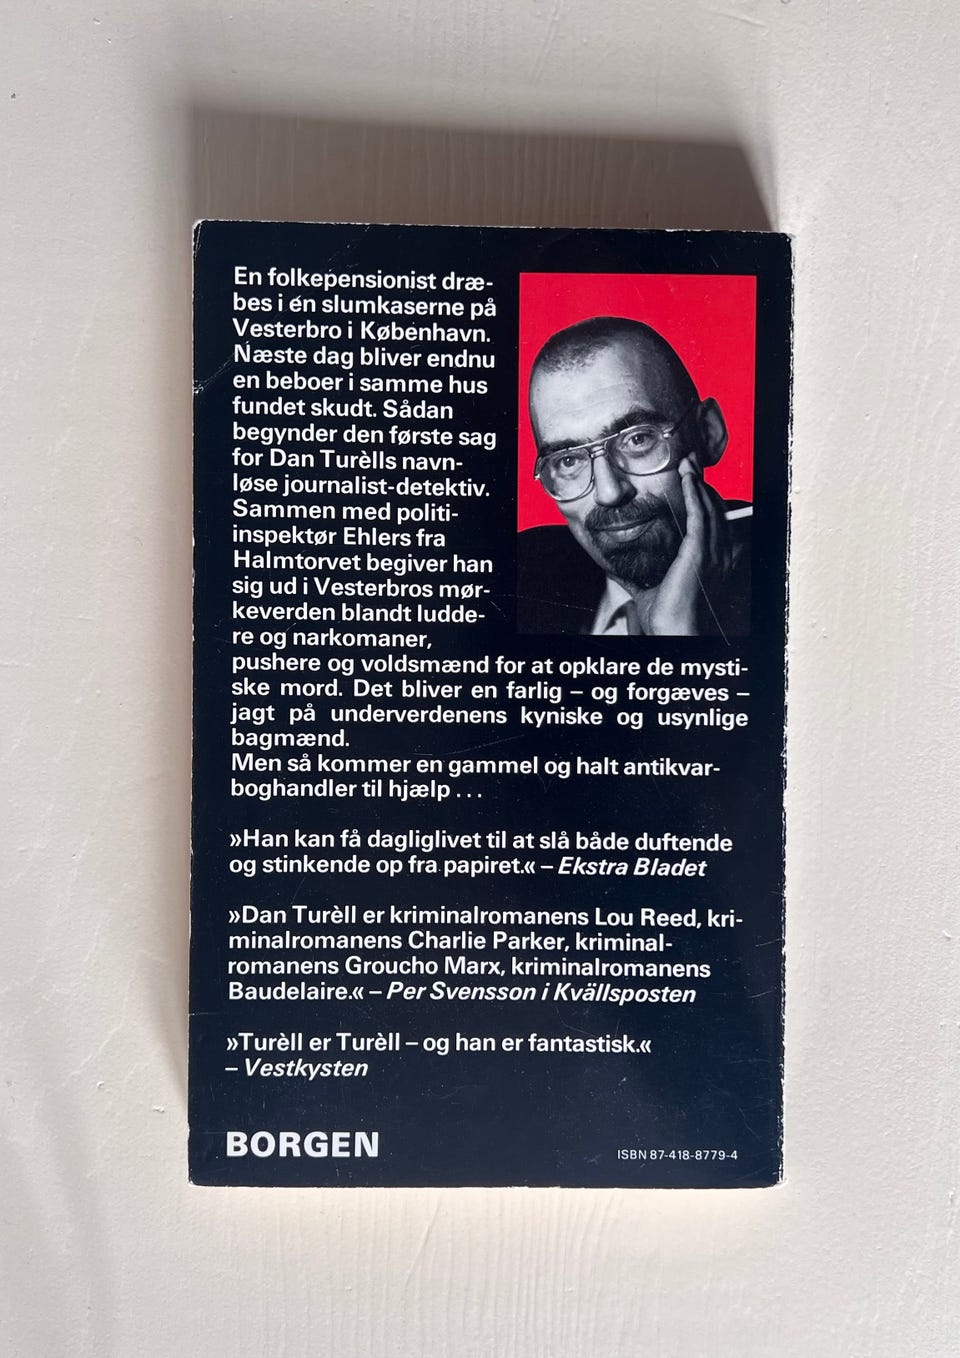 En folkepensionist dræ-
bes i én slumkaserne på
Vesterbro i København.
Næste dag bliver endnu
en beboer i samme hus
fundet skudt. Sådan
begynder den første sag
for Dan Turèlls navn-
løse journalist-detektiv.
Sammen med politi-
inspektør Ehlers fra
Halmtorvet begiver han
sig ud i Vesterbros mør-
keverden blandt ludde-
re og narkomaner,
pushere og voldsmænd for at opklare de mysti-
ske mord. Det bliver en farlig – og forgæves –
jagt på underverdenens kyniske og usynlige
bagmænd.
Men så kommer en gammel og halt antikvar-
boghandler til hjælp . . .
»Han kan få dagliglivet til at slå både duftende
og stinkende op fra papiret.« – Ekstra Bladet
»Dan Turèll er kriminalromanens Lou Reed, kri-
minalromanens Charlie Parker, kriminal-
romanens Groucho Marx, kriminalromanens
Baudelaire.« – Per Svensson i Kvällsposten
»Turèll er Turèll – og han er fantastisk.«
– Vestkysten
BORGEN
ISBN 87-418-8779-4